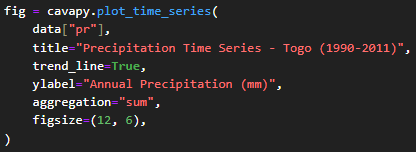 fig = cavapy.plot_time_series(
    data["pr"],
    title="Precipitation Time Series - Togo (1990-2011)",
    trend_line=True,
    ylabel="Annual Precipitation (mm)",
    aggregation="sum",
    figsize=(12, 6),
)